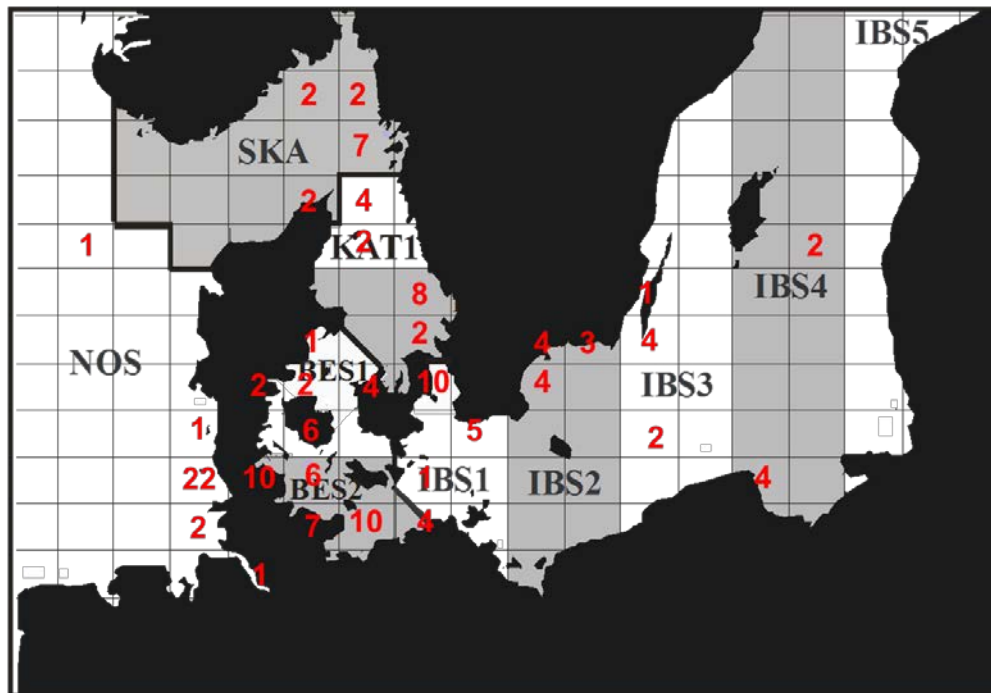 IBS5
2 2
SKA 7
2 4
1 KAT1 2 2
IBS4
8 1
NOS 1 2 4 3 4
BES1
2 2 4 10 4 IBS3
1 6 5 2
22 10 6 1 4
BES2 IBS1 IBS2
2 7 10 4
1